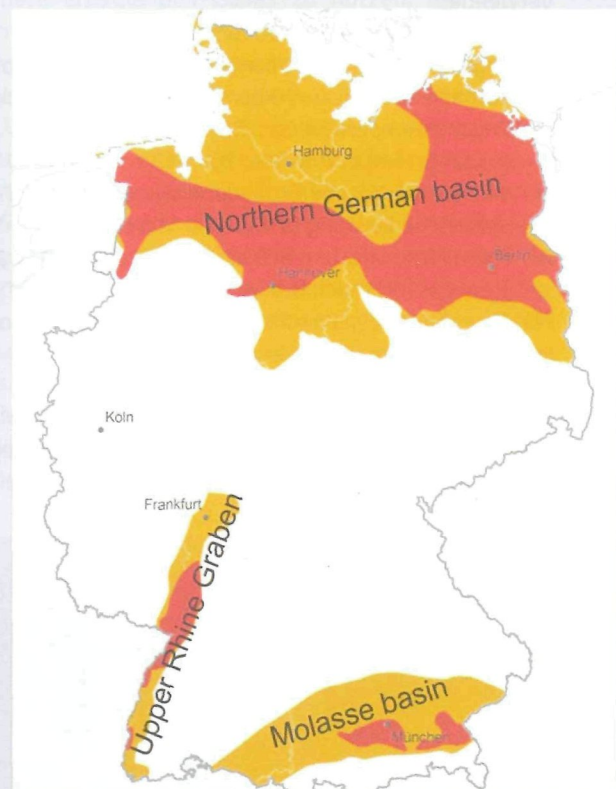 Hamburg
Northern German basin
Berlin
Hannover
Koln
Frankfurt
Upper Rhine Graben
Molasse basin
München